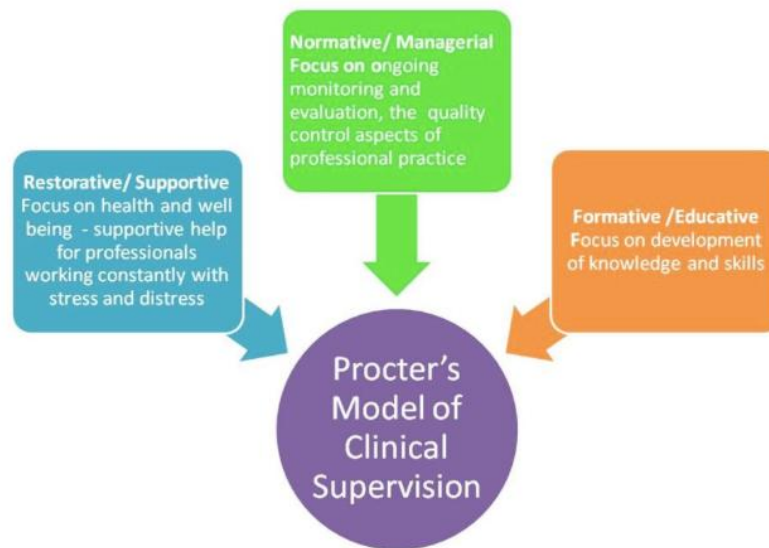 Normative/ Managerial
Focus on ongoing
monitoring and
evaluation, the quality
control aspects of
professional practice
Restorative/ Supportive
Focus on health and well
being - supportive help
for professionals
working constantly with
stress and distress
Formative /Educative
Focus on development
of knowledge and skills
Procter’s
Model of
Clinical
Supervision